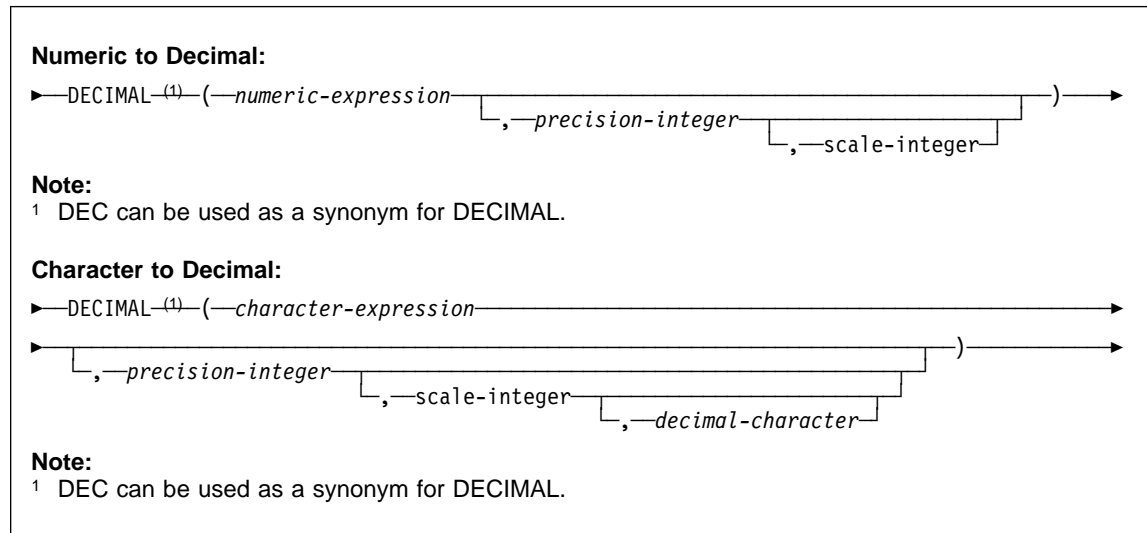 Numeric to Decimal:
DECIMAL (1) ( numeric-expression )
, precision-integer
, scale-integer
Note:
1 DEC can be used as a synonym for DECIMAL.
Character to Decimal:
DECIMAL (1) ( character-expression
)
, precision-integer
, scale-integer
, decimal-character
Note:
1 DEC can be used as a synonym for DECIMAL.